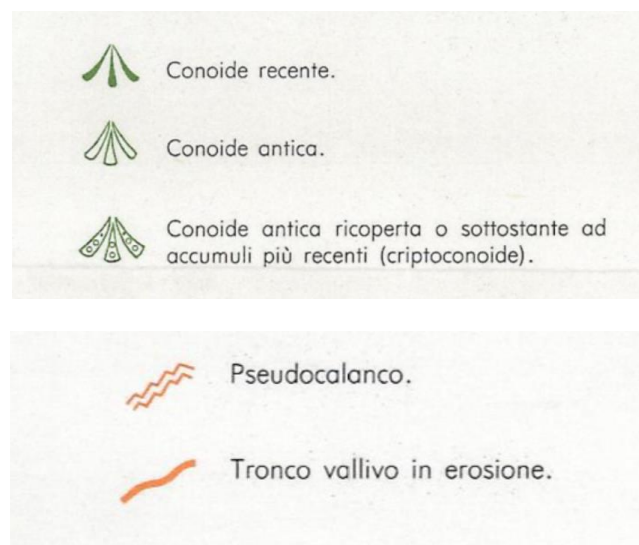 Conoide recente.
Conoide antica.
Conoide antica ricoperta o sottostante ad
accumuli più recenti (criptoconoide).
Pseudocalanco.
Tronco vallivo in erosione.